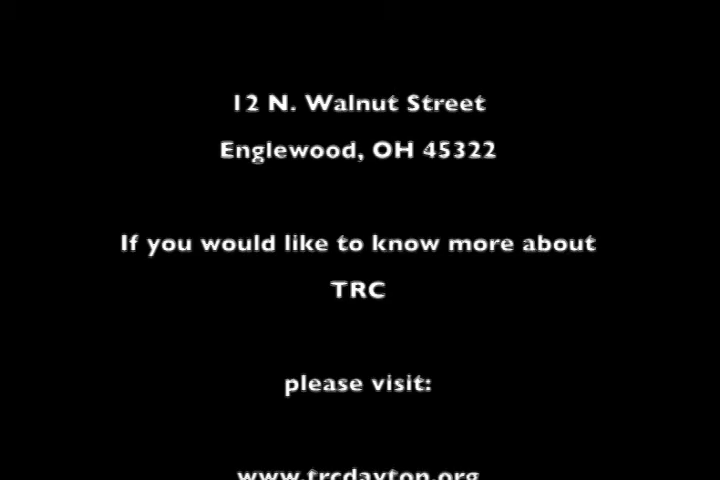 12 N. Walnut Street
Englewood, OH 45322
If you would like to know more about
TRC
please visit:
www.trcdayton.org